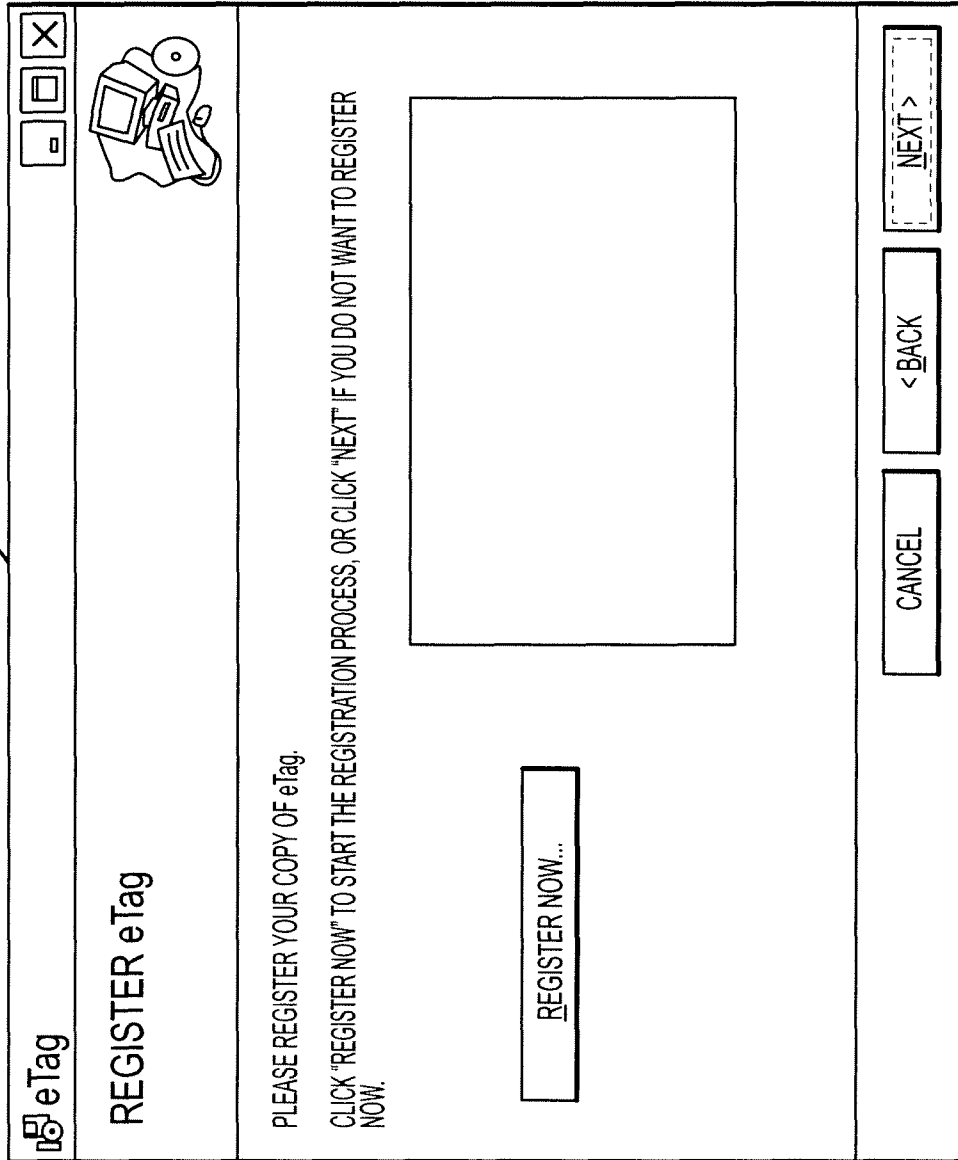 eTag
REGISTER eTag
PLEASE REGISTER YOUR COPY OF eTag.
CLICK "REGISTER NOW" TO START THE REGISTRATION PROCESS, OR CLICK "NEXT" IF YOU DO NOT WANT TO REGISTER
NOW.
REGISTER NOW...
CANCEL
< BACK
NEXT >